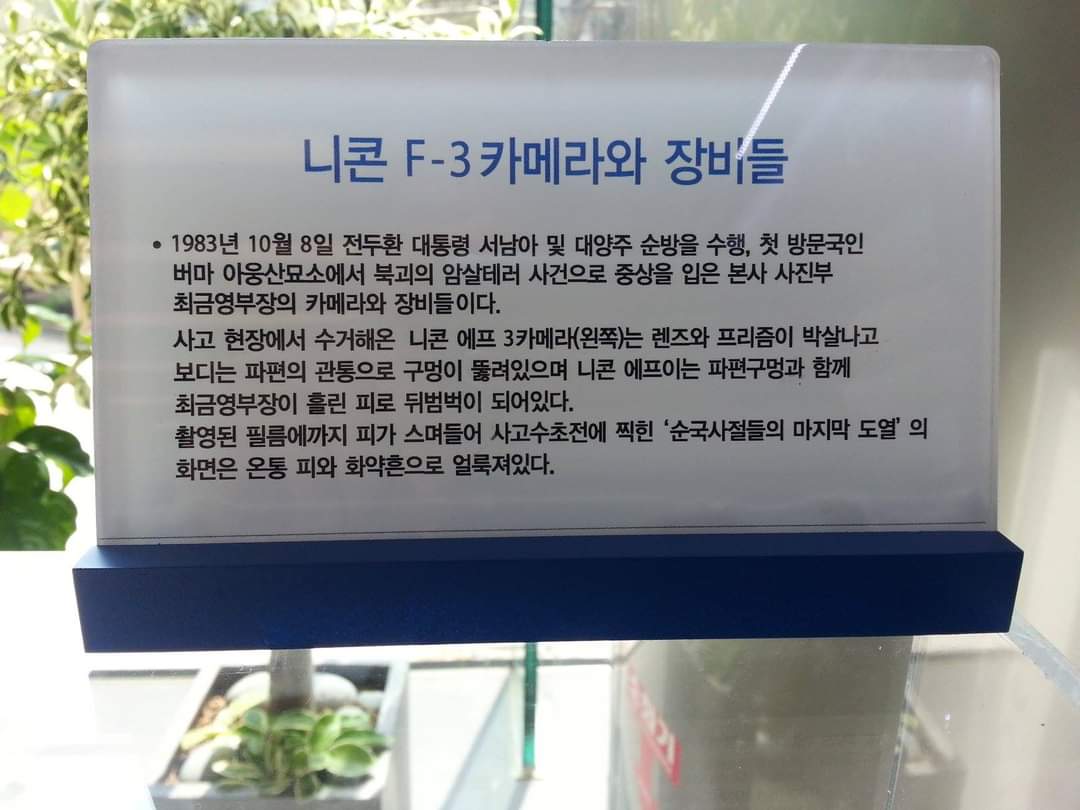 니콘 F-3카메라와 장비들
• 1983년 10월 8일 전두환 대통령 서남아 및 대양주 순방을 수행, 첫 방문국인
버마 아웅산묘소에서 북괴의 암살테러 사건으로 중상을 입은 본사 사진부
최금영부장의 카메라와 장비들이다.
사고 현장에서 수거해온 니콘 에프 3카메라(왼쪽)는 렌즈와 프리즘이 박살나고
보디는 파편의 관통으로 구멍이 뚫려있으며 니콘 에프이는 파편구멍과 함께
최금영부장이 흘린 피로 뒤범벅이 되어있다.
촬영된 필름에까지 피가 스며들어 사고수초전에 찍힌 ‘순국사절들의 마지막 도열’ 의
화면은 온통 피와 화약흔으로 얼룩져있다.